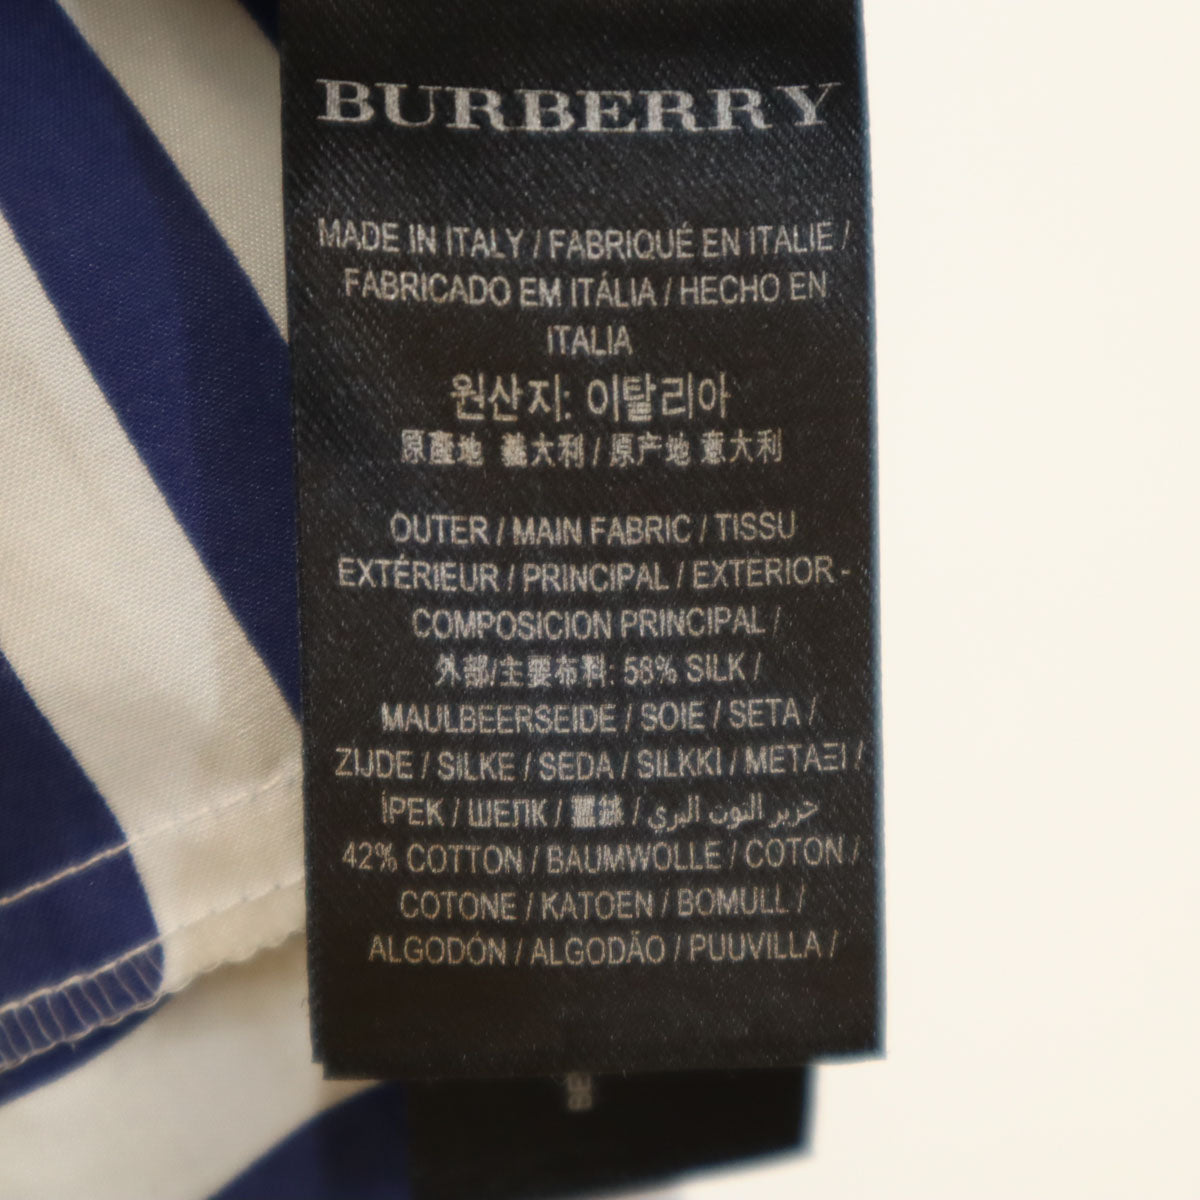 BURBERRY
MADE IN ITALY / FABRIQUÉ EN ITALIE /
FABRICADO EM ITÁLIA / HECHO EN
ITALIA
원산지: 이탈리아
原產地 義大利 / 原产地 意大利
OUTER / MAIN FABRIC / TISSU
EXTÉRIEUR / PRINCIPAL / EXTERIOR -
COMPOSICION PRINCIPAL /
外部/主要布料: 58% SILK /
MAULBEERSEIDE / SOIE / SETA /
ZIJDE / SILKE / SEDA / SILKKI / ΜΕΤΑΞΙ /
İPEK / ШЕПК / 蠶絲 / حرير التوت البري
42% COTTON / BAUMWOLLE / COTON /
COTONE / KATOEN / BOMULL /
ALGODÓN / ALGODÃO / PUUVILLA /